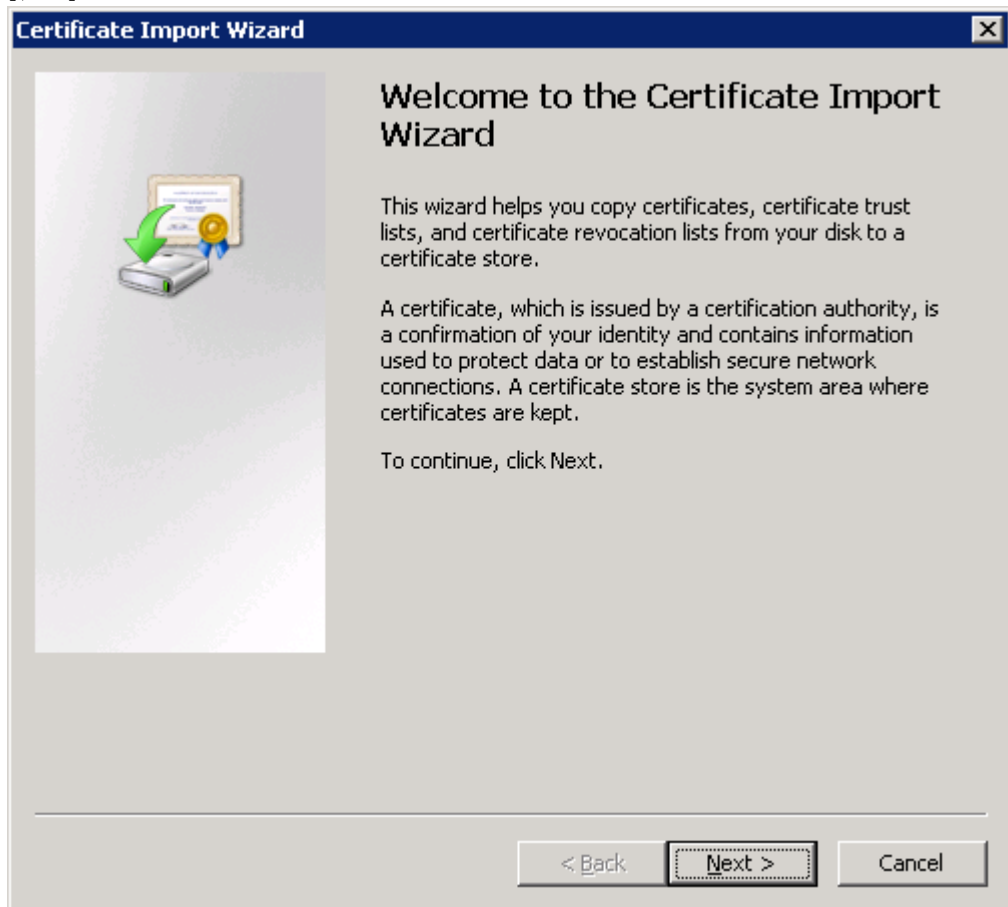 Certificate Import Wizard
Welcome to the Certificate Import
Wizard
This wizard helps you copy certificates, certificate trust
lists, and certificate revocation lists from your disk to a
certificate store.
A certificate, which is issued by a certification authority, is
a confirmation of your identity and contains information
used to protect data or to establish secure network
connections. A certificate store is the system area where
certificates are kept.
To continue, click Next.
< Back Next > Cancel